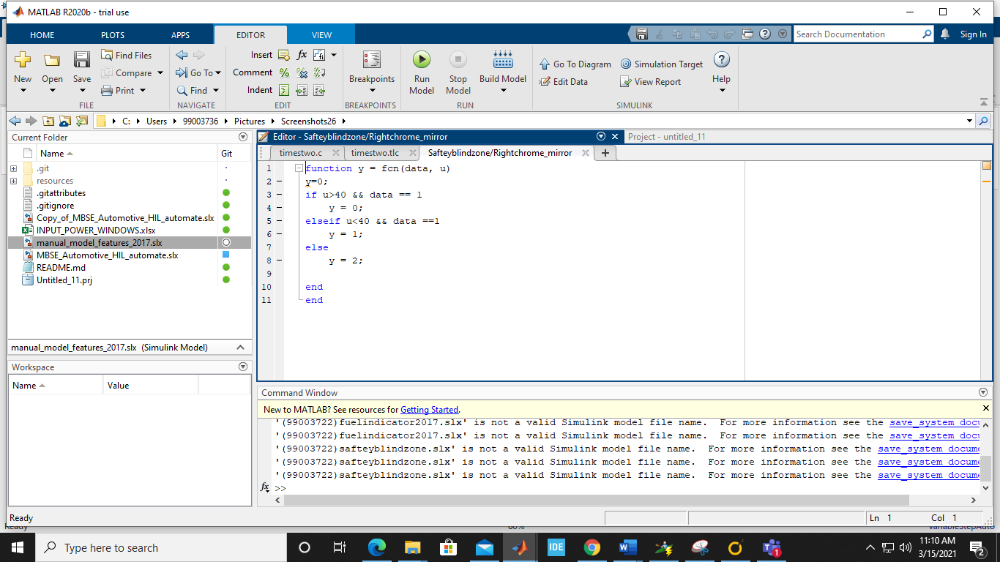 MATLAB R2020b - trial use
HOME PLOTS APPS EDITOR VIEW Search Documentation Sign In
New Open Save Find Files Compare Print Go To Find Insert fx Comment Indent Breakpoints Run Model Stop Model Build Model Go To Diagram Edit Data Simulation Target View Report Help
FILE NAVIGATE EDIT BREAKPOINTS RUN SIMULINK
C: Users 99003736 Pictures Screenshots26
Current Folder
Name Git
.git
resources
.gitattributes
.gitignore
Copy_of_MBSE_Automotive_HIL_automate.slx
INPUT_POWER_WINDOWS.xlsx
manual_model_features_2017.slx
MBSE_Automotive_HIL_automate.slx
README.md
Untitled_11.prj
manual_model_features_2017.slx (Simulink Model)
Workspace
Name Value
Editor - Safteyblindzone/Rightchrome_mirror Project - untitled_11
timestwo.c timestwo.tlc Safteyblindzone/Rightchrome_mirror
1 function y = fcn(data, u)
2 y=0;
3 if u>40 && data == 1
4 y = 0;
5 elseif u<40 && data ==1
6 y = 1;
7 else
8 y = 2;
9
10 end
11 end
Command Window
New to MATLAB? See resources for Getting Started.
'(99003722)fuelindicator2017.slx' is not a valid Simulink model file name. For more information see the save_system docu
'(99003722)fuelindicator2017.slx' is not a valid Simulink model file name. For more information see the save_system docu
'(99003722)safteyblindzone.slx' is not a valid Simulink model file name. For more information see the save_system docume
'(99003722)safteyblindzone.slx' is not a valid Simulink model file name. For more information see the save_system docume
'(99003722)safteyblindzone.slx' is not a valid Simulink model file name. For more information see the save_system docume
fx >>
Ready Ln 1 Col 1
Type here to search IDE 1 11:10 AM
3/15/2021 2